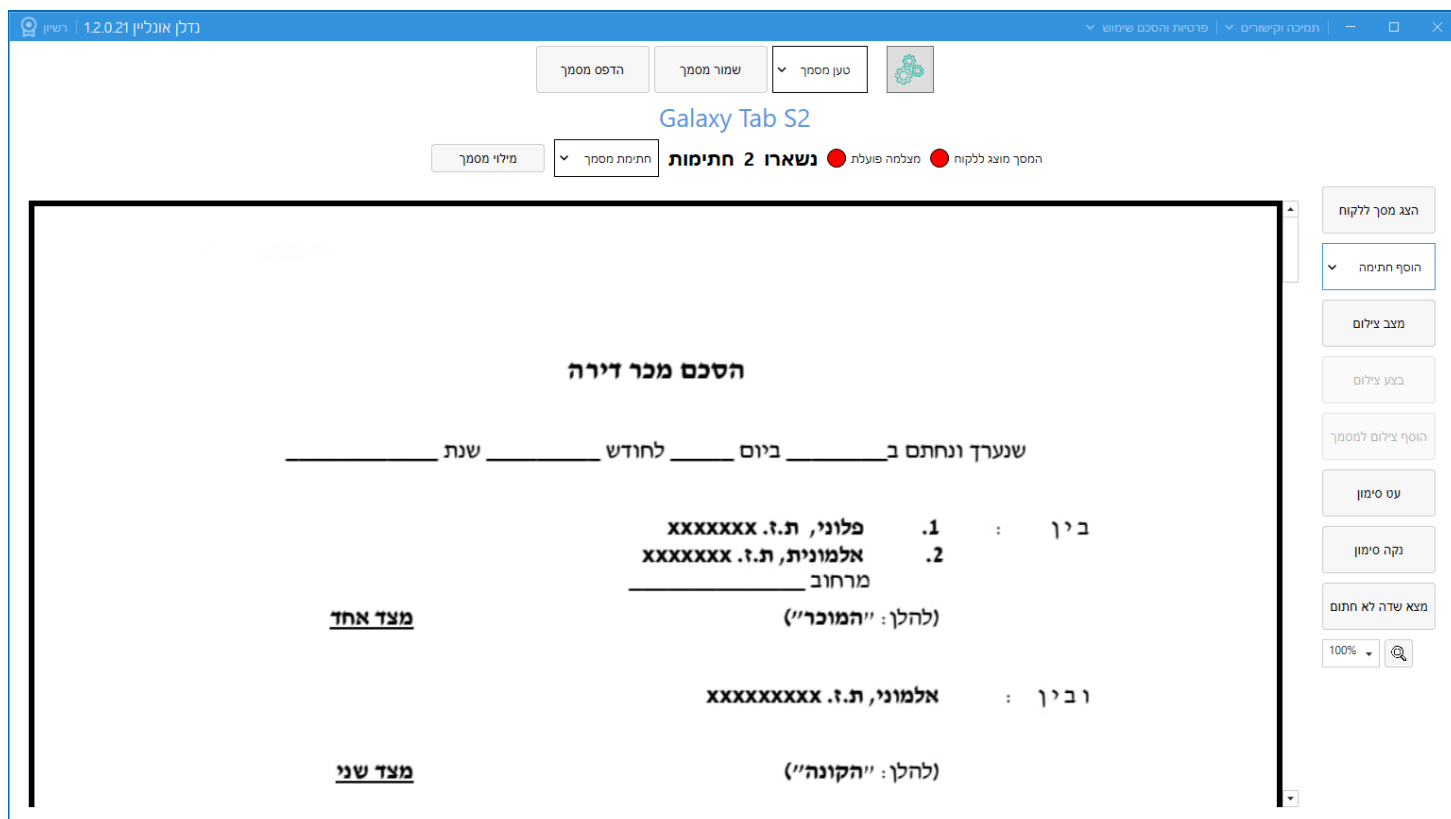 נדלן אונליין 1.2.0.21 | רשיון
תמיכה וקישורים | פרטיות והסכם שימוש
טען מסמך
שמור מסמך
הדפס מסמך
Galaxy Tab S2
המסך מוצג ללקוח
מצלמה פועלת
נשארו 2 חתימות
חתימת מסמך
מילוי מסמך
הצג מסך ללקוח
הוסף חתימה
מצב צילום
בצע צילום
הוסף צילום למסמך
עט סימון
נקה סימון
מצא שדה לא חתום
100%
הסכם מכר דירה
שנערך ונחתם ב_________ ביום _____ לחודש _________ שנת ____________
בין : 1. פלוני, ת.ז. xxxxxxx
2. אלמונית, ת.ז. xxxxxxx
מרחוב ______________
(להלן: "המוכר") מצד אחד
ובין : אלמוני, ת.ז. xxxxxxxxx
(להלן: "הקונה") מצד שני